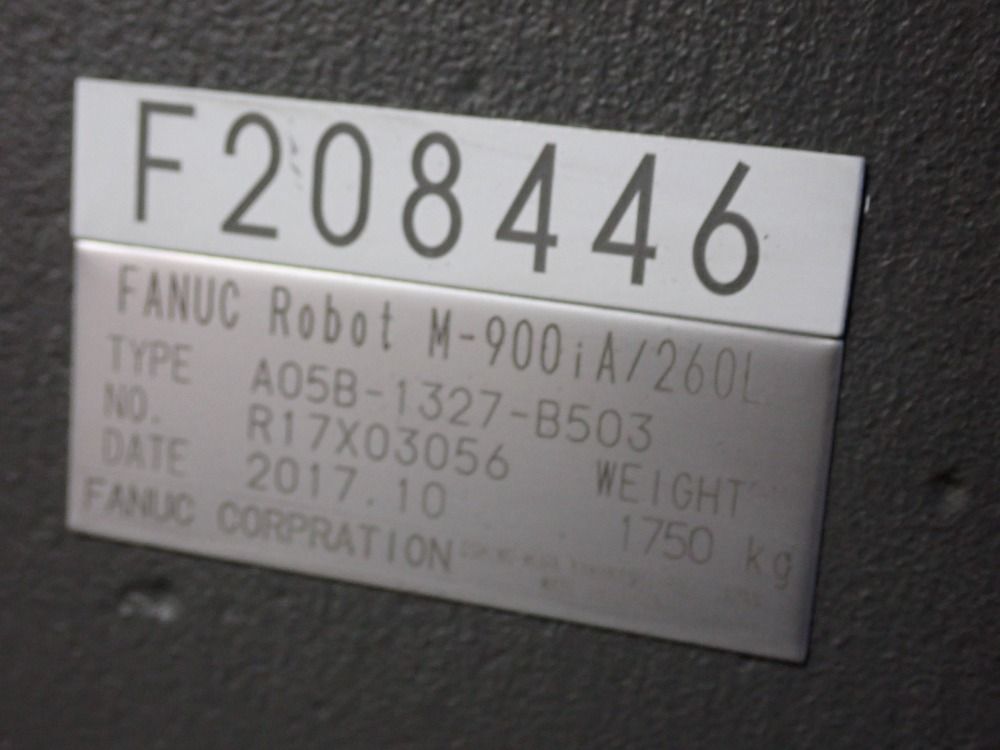 F208446
FANUC Robot M-900iA/260L
TYPE A05B-1327-B503
NO. R17X03056 WEIGHT
DATE 2017.10 1750 kg
FANUC CORPRATION